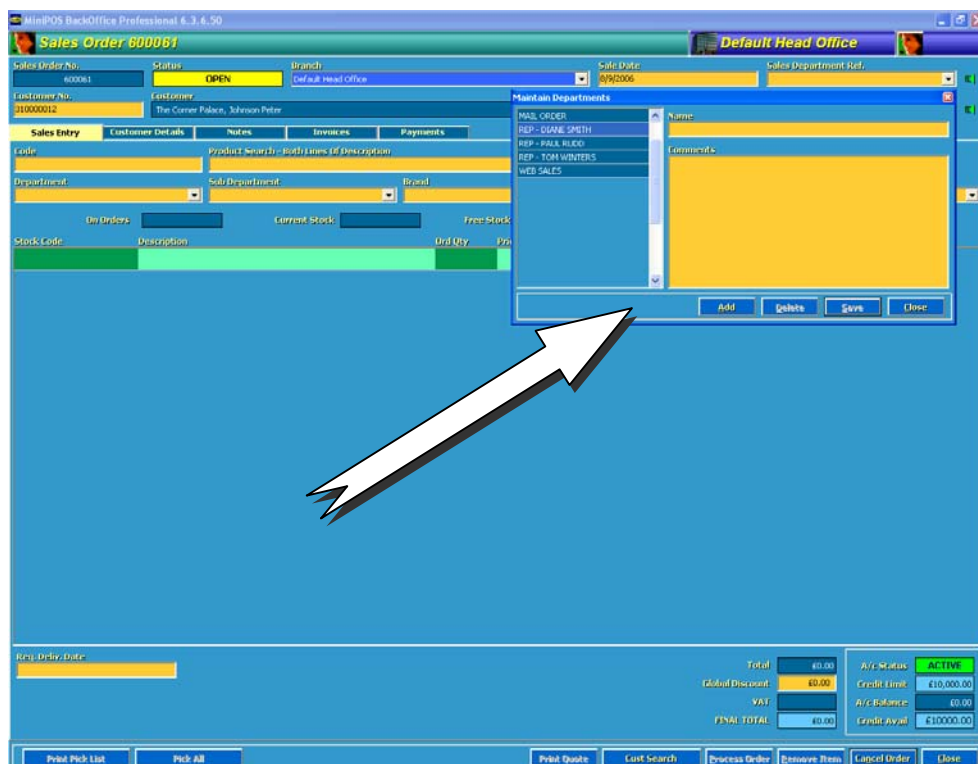 MiniPOS BackOffice Professional 6.3.6.50
Sales Order 600061
Default Head Office
Sales Order No.
Status
Branch
Sale Date
Sales Department Ref.
600061
OPEN
Default Head Office
8/9/2006
Customer No.
Customer
310000012
The Corner Palace, Johnson Peter
Maintain Departments
MAIL ORDER
REP - DIANE SMITH
REP - PAUL RUDD
REP - TOM WINTERS
WEB SALES
Name
Comments
Add
Delete
Save
Close
Sales Entry
Customer Details
Notes
Invoices
Payments
Code
Product Search - Both Lines Of Description
Department
Sub Department
Brand
On Orders
Current Stock
Free Stock
Stock Code
Description
Ord Qty
Req. Deliv. Date
Total £0.00
Global Discount £0.00
VAT
FINAL TOTAL £0.00
A/c Status ACTIVE
Credit Limit £10,000.00
A/c Balance £0.00
Credit Avail £10000.00
Print Pick List
Pick All
Print Quote
Cust Search
Process Order
Remove Item
Cancel Order
Close